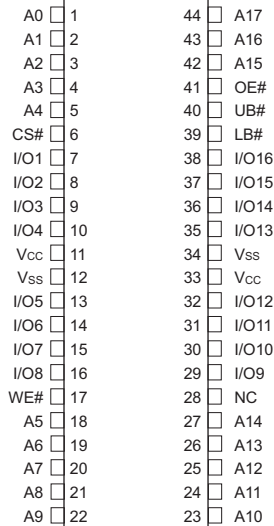 A0 1 44 A17
A1 2 43 A16
A2 3 42 A15
A3 4 41 OE#
A4 5 40 UB#
CS# 6 39 LB#
I/O1 7 38 I/O16
I/O2 8 37 I/O15
I/O3 9 36 I/O14
I/O4 10 35 I/O13
Vcc 11 34 Vss
Vss 12 33 Vcc
I/O5 13 32 I/O12
I/O6 14 31 I/O11
I/O7 15 30 I/O10
I/O8 16 29 I/O9
WE# 17 28 NC
A5 18 27 A14
A6 19 26 A13
A7 20 25 A12
A8 21 24 A11
A9 22 23 A10